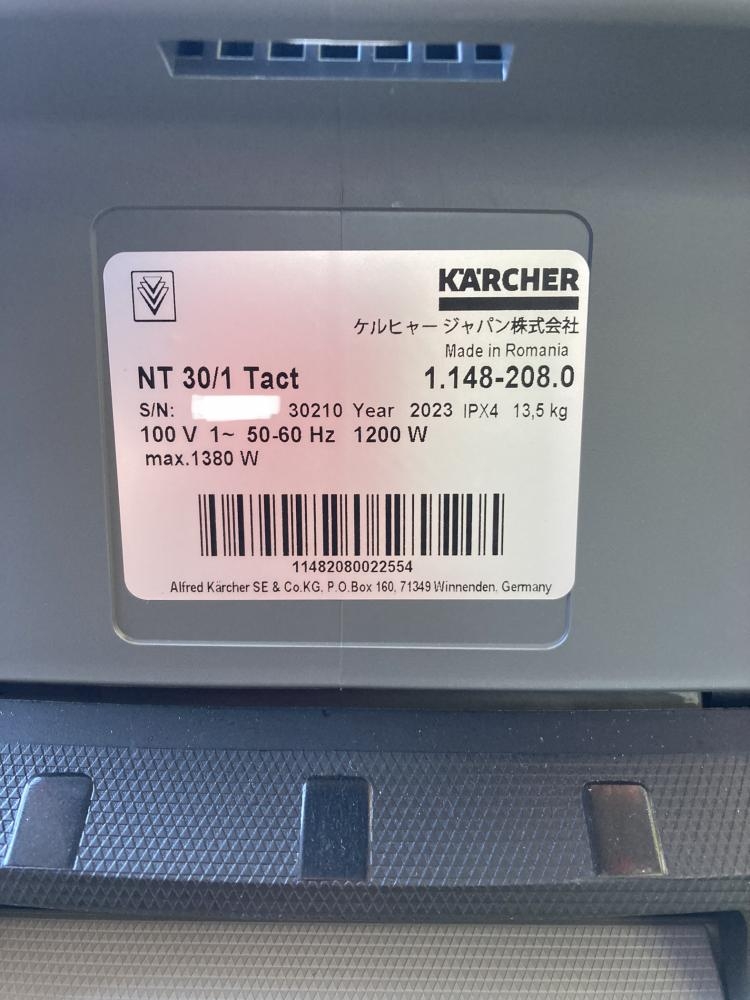 KÄRCHER
ケルヒャー ジャパン株式会社
Made in Romania
NT 30/1 Tact 1.148-208.0
S/N: 30210 Year 2023 IPX4 13,5 kg
100 V 1~ 50-60 Hz 1200 W
max.1380 W
11482080022554
Alfred Kärcher SE & Co.KG, P.O.Box 160, 71349 Winnenden, Germany